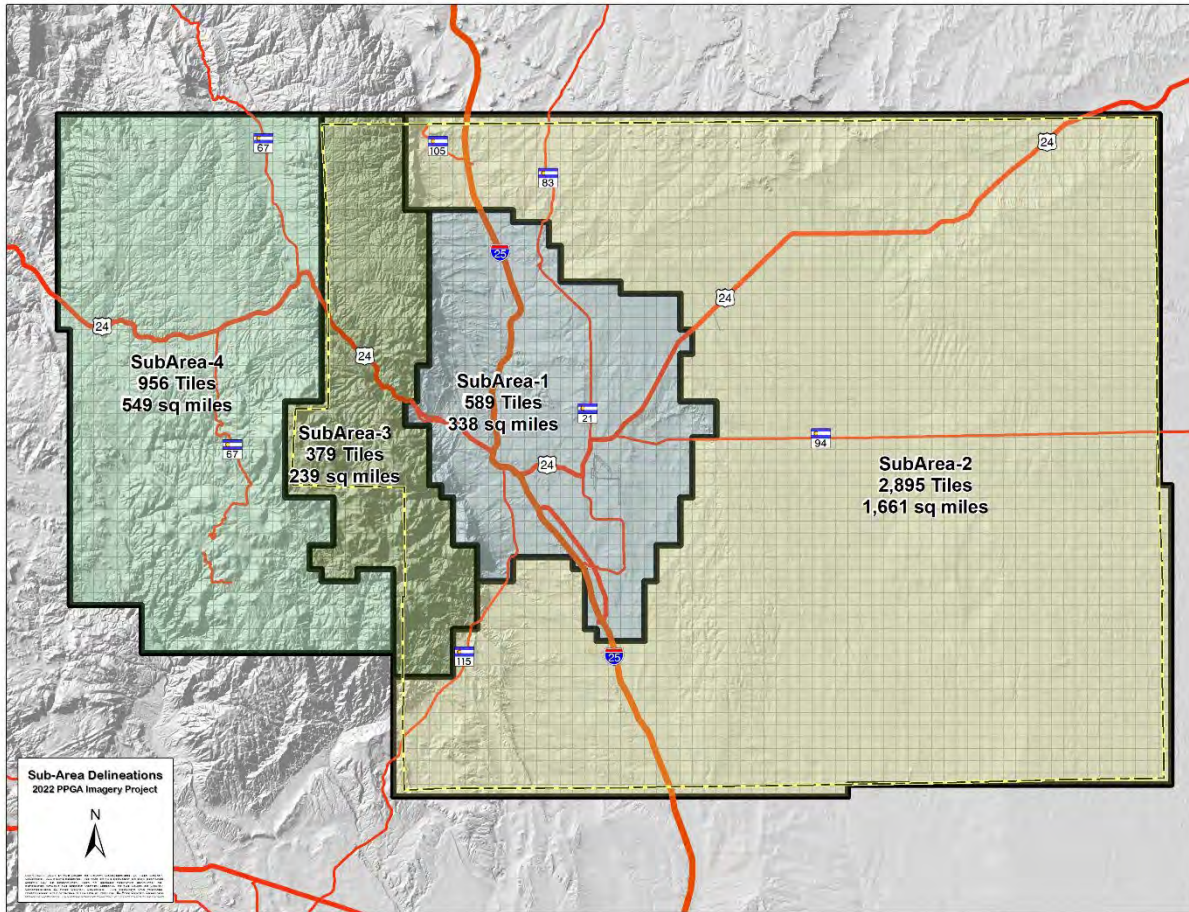 67
105
83
24
25
24
24
SubArea-4
956 Tiles
549 sq miles
24
SubArea-1
589 Tiles
338 sq miles
21
SubArea-3
379 Tiles
239 sq miles
67
94
24
SubArea-2
2,895 Tiles
1,661 sq miles
115
25
Sub-Area Delineations
2022 PPGA Imagery Project
N